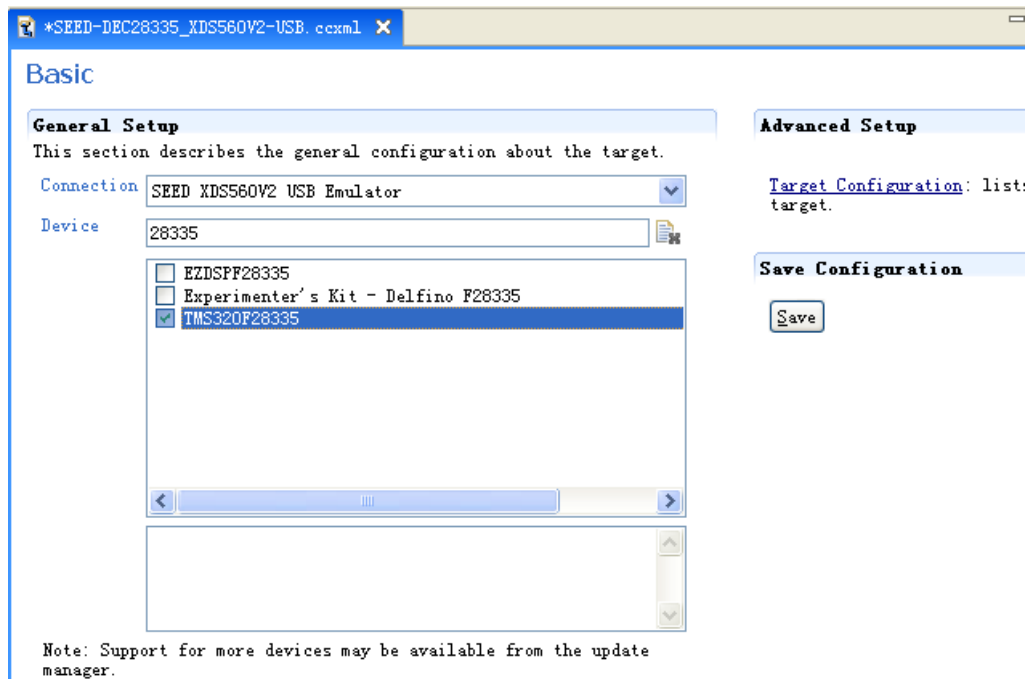 *SEED-DEC28335_XDS560V2-USB.ccxml
Basic
General Setup
This section describes the general configuration about the target.
Connection
SEED XDS560V2 USB Emulator
Device
28335
EZDSPF28335
Experimenter's Kit - Delfino F28335
TMS320F28335
Note: Support for more devices may be available from the update
manager.
Advanced Setup
Target Configuration: lists
target.
Save Configuration
Save